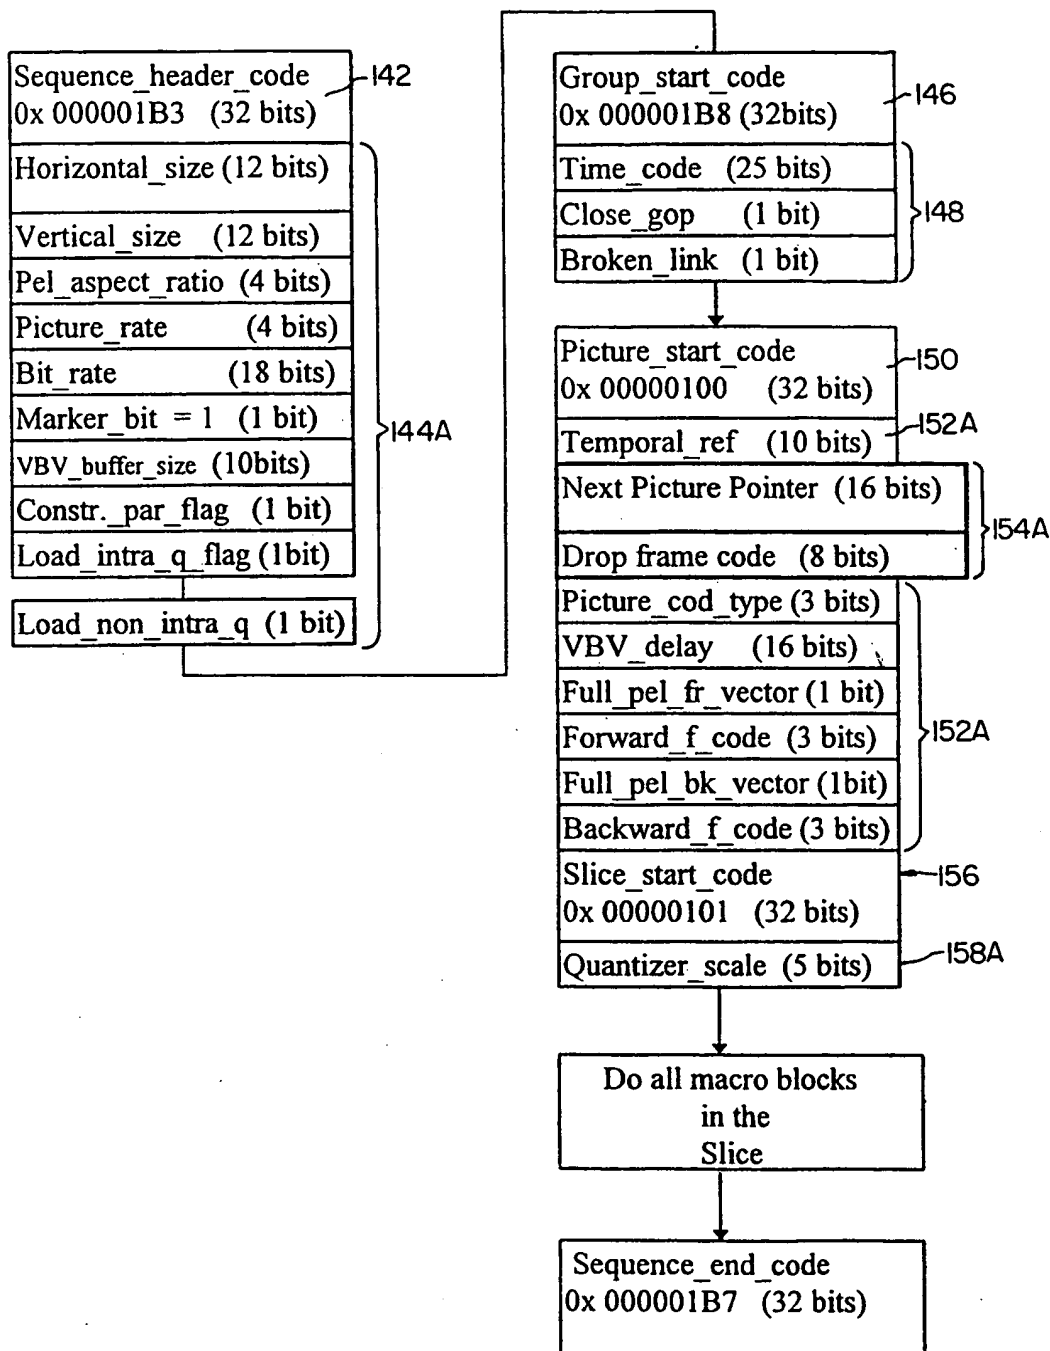 Sequence_header_code
0x 000001B3 (32 bits)
142
Horizontal_size (12 bits)
Vertical_size (12 bits)
Pel_aspect_ratio (4 bits)
Picture_rate (4 bits)
Bit_rate (18 bits)
Marker_bit = 1 (1 bit)
VBV_buffer_size (10bits)
Constr._par_flag (1 bit)
Load_intra_q_flag (1bit)
Load_non_intra_q (1 bit)
144A
Group_start_code
0x 000001B8 (32bits)
146
Time_code (25 bits)
Close_gop (1 bit)
Broken_link (1 bit)
148
Picture_start_code
0x 00000100 (32 bits)
150
Temporal_ref (10 bits)
152A
Next Picture Pointer (16 bits)
Drop frame code (8 bits)
154A
Picture_cod_type (3 bits)
VBV_delay (16 bits)
Full_pel_fr_vector (1 bit)
Forward_f_code (3 bits)
Full_pel_bk_vector (1bit)
Backward_f_code (3 bits)
152A
Slice_start_code
0x 00000101 (32 bits)
156
Quantizer_scale (5 bits)
158A
Do all macro blocks
in the
Slice
Sequence_end_code
0x 000001B7 (32 bits)